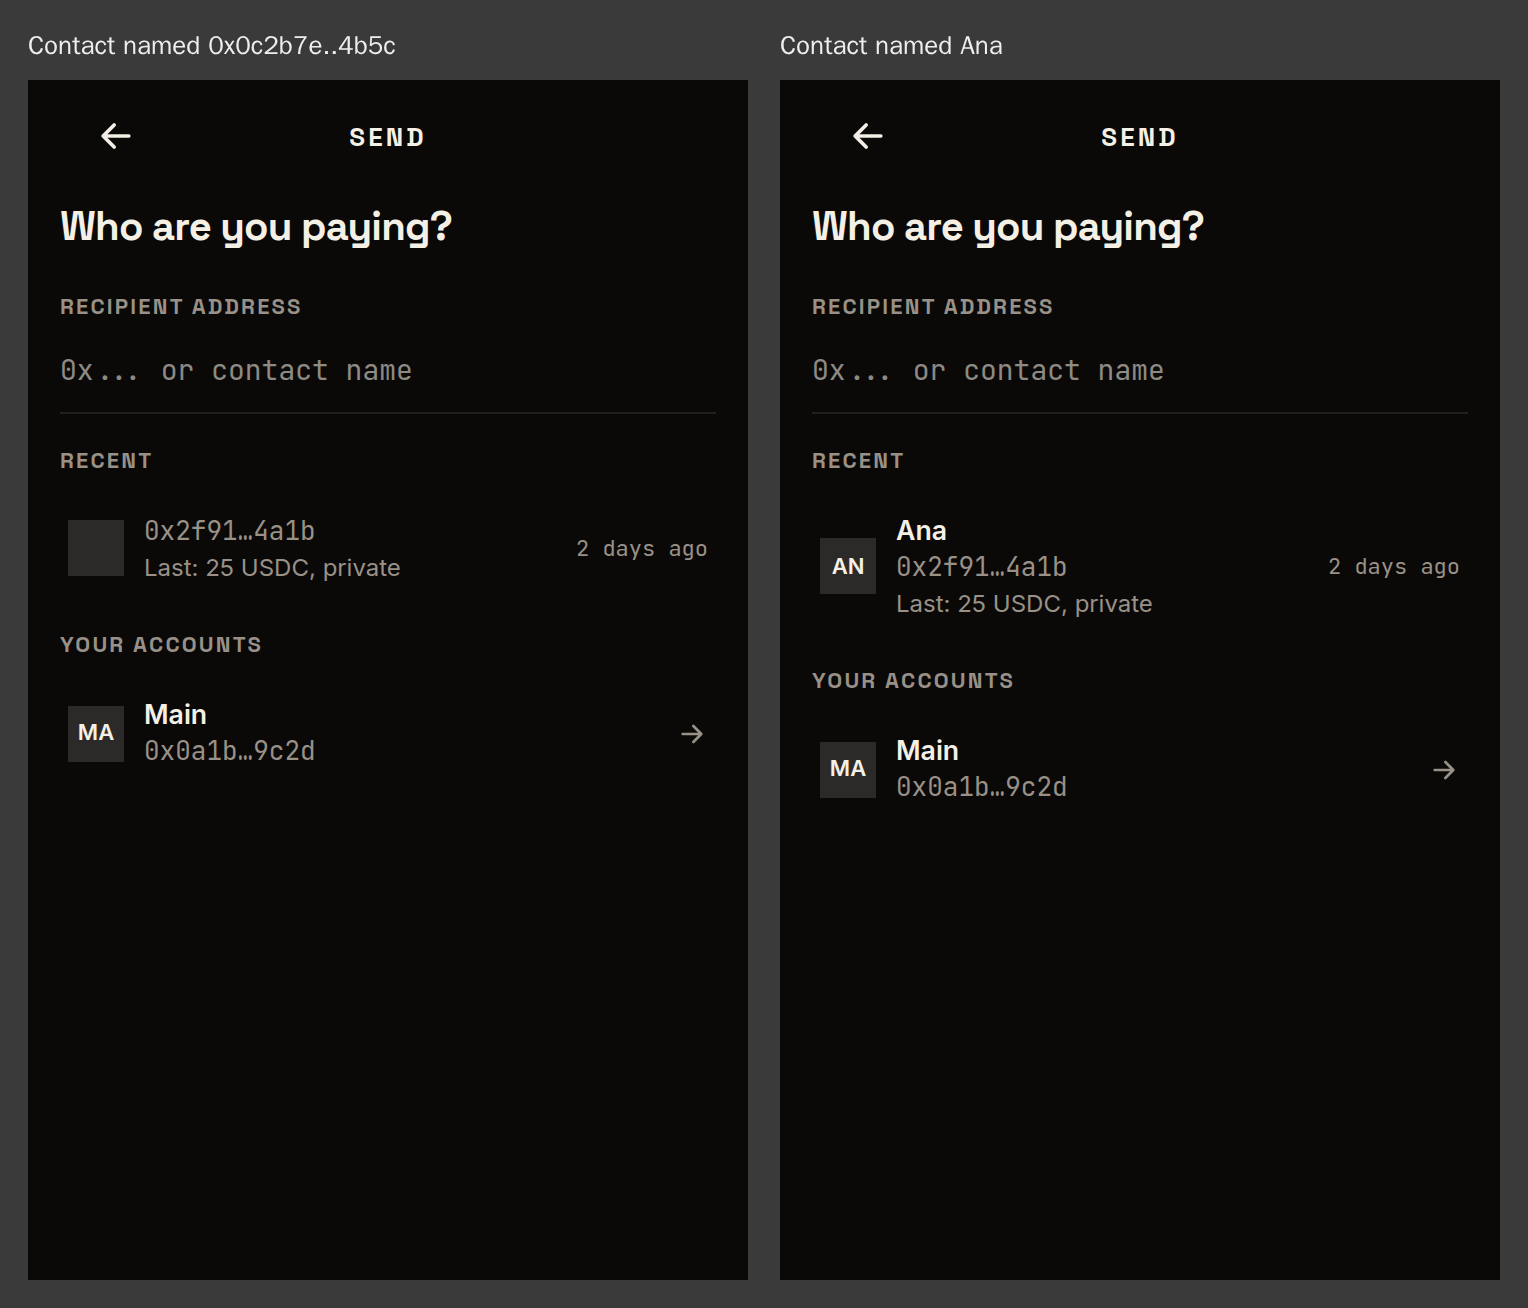 Contact named 0x0c2b7e..4b5c
SEND
Who are you paying?
RECIPIENT ADDRESS
0x... or contact name
RECENT
0x2f91…4a1b
Last: 25 USDC, private
2 days ago
YOUR ACCOUNTS
MA
Main
0x0a1b…9c2d
Contact named Ana
SEND
Who are you paying?
RECIPIENT ADDRESS
0x... or contact name
RECENT
AN
Ana
0x2f91…4a1b
Last: 25 USDC, private
2 days ago
YOUR ACCOUNTS
MA
Main
0x0a1b…9c2d